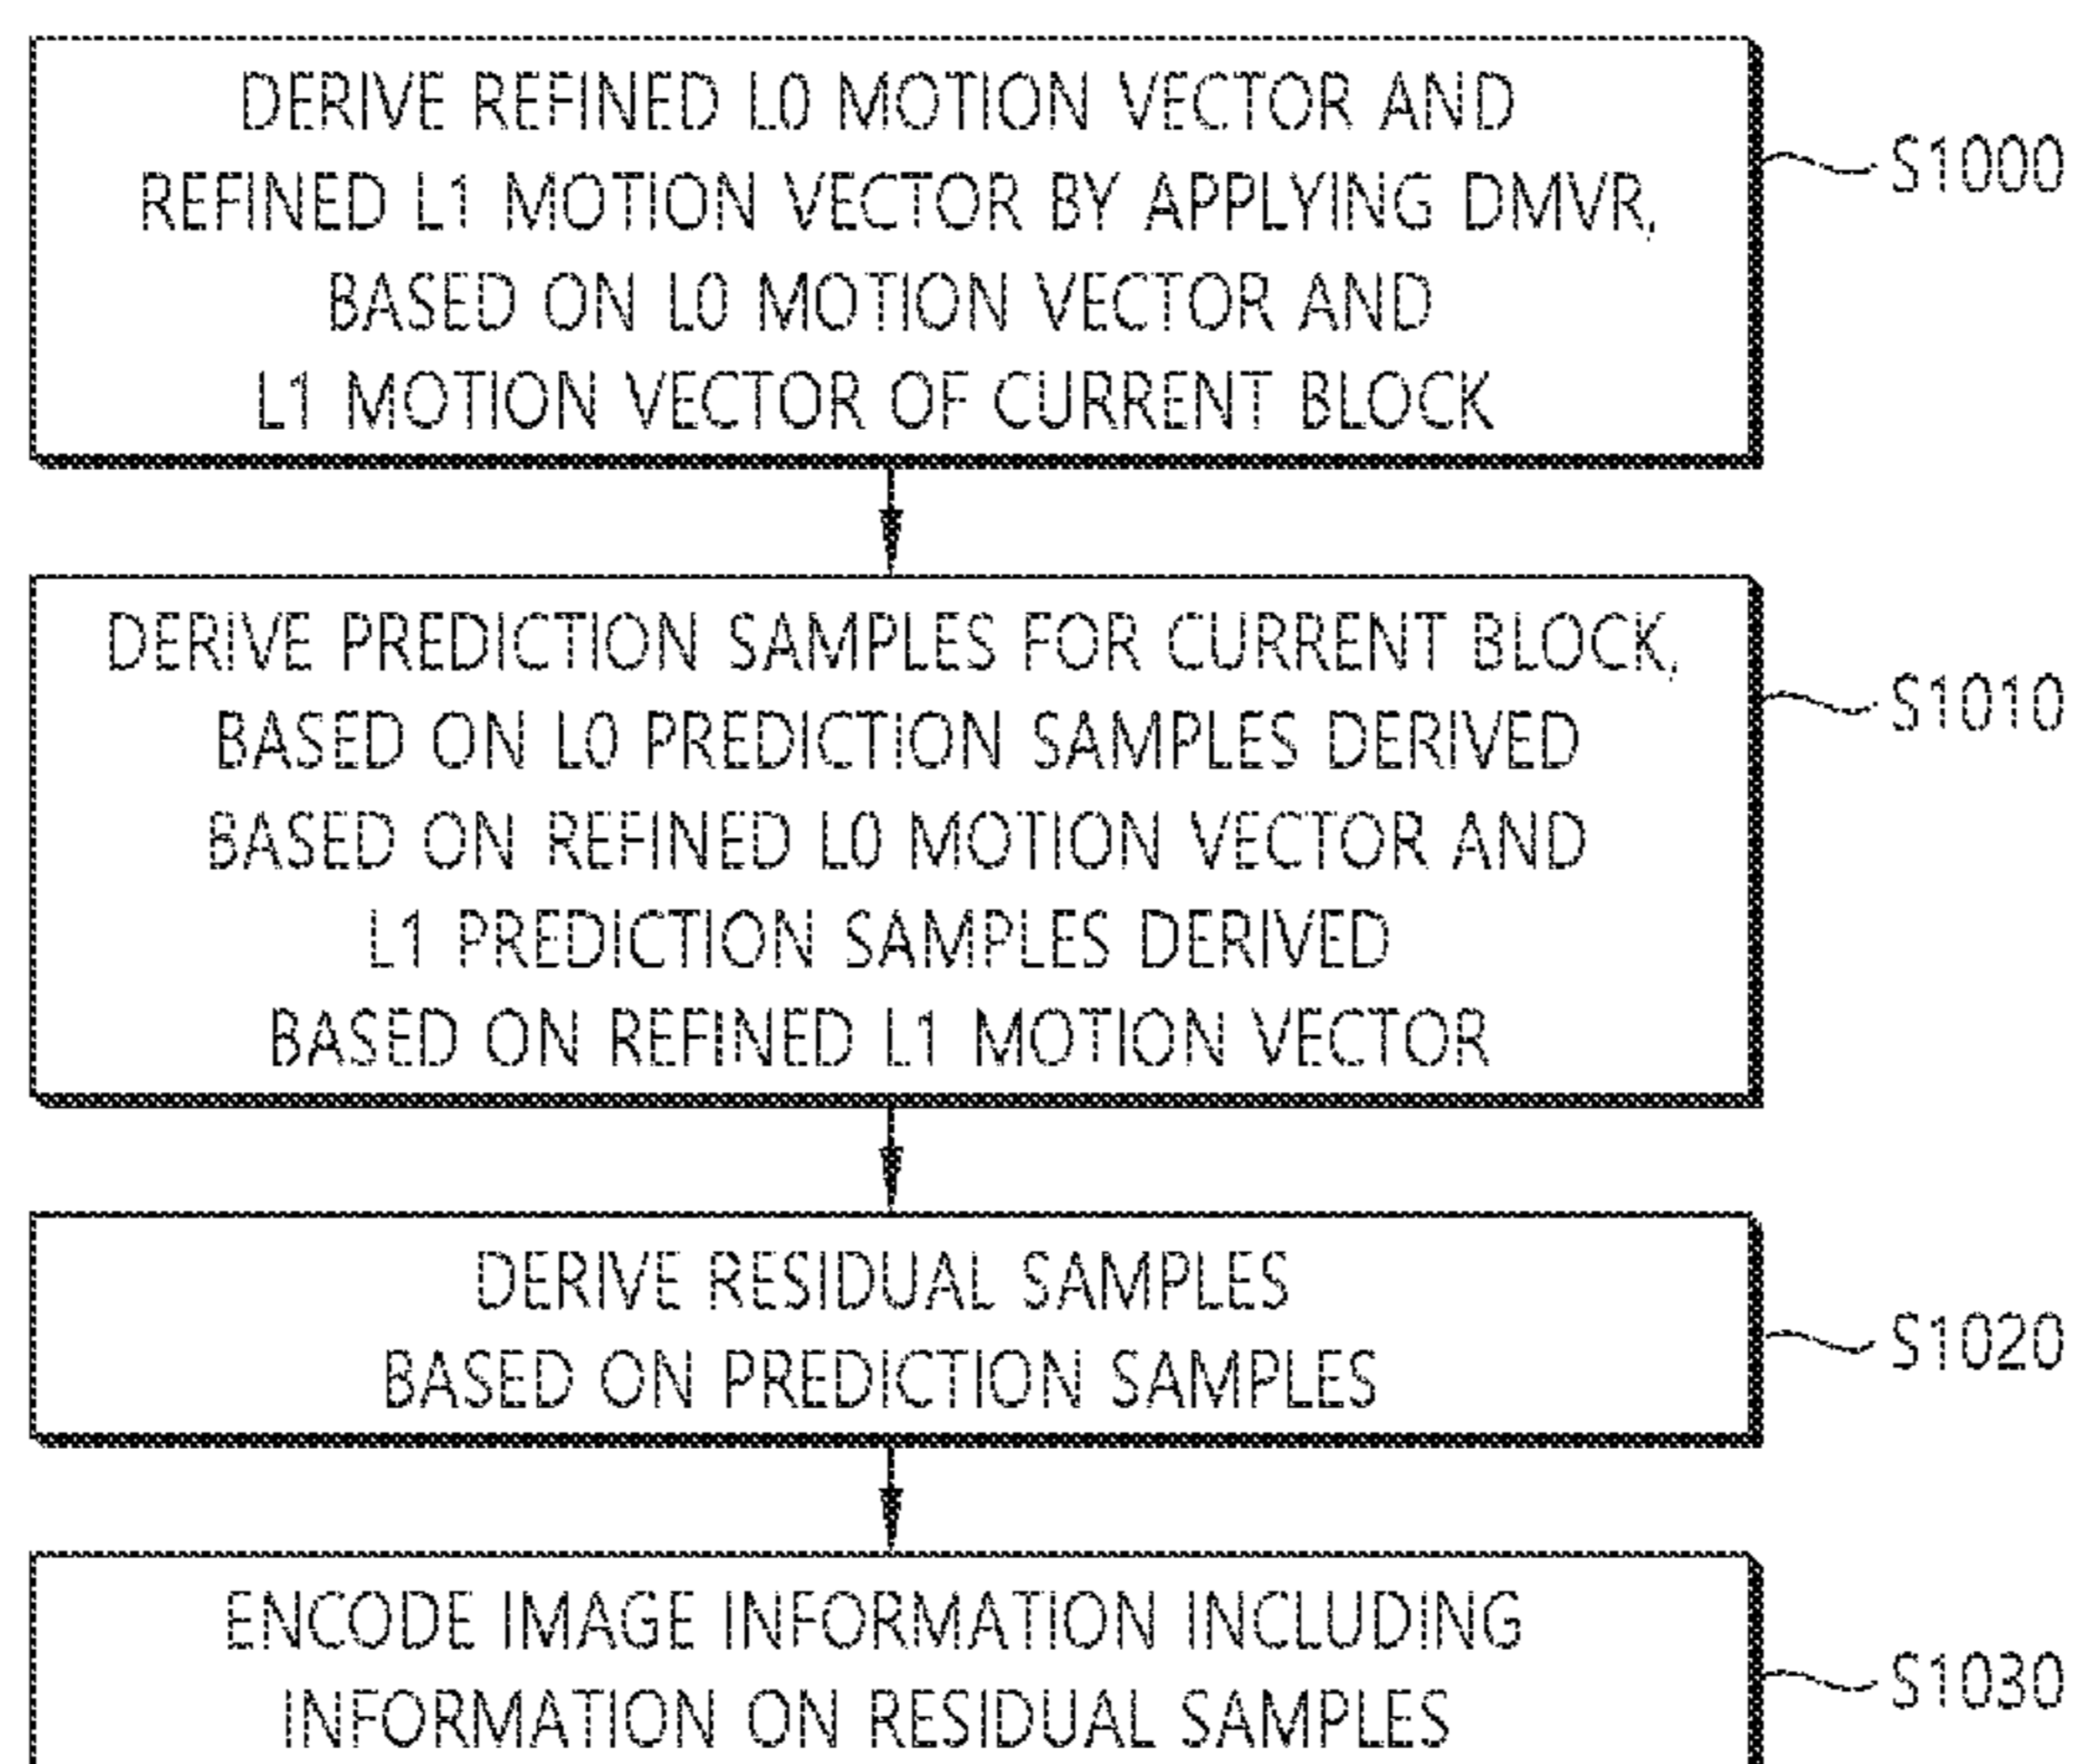 DERIVE REFINED L0 MOTION VECTOR AND
REFINED L1 MOTION VECTOR BY APPLYING DMVR,
BASED ON L0 MOTION VECTOR AND
L1 MOTION VECTOR OF CURRENT BLOCK
S1000
DERIVE PREDICTION SAMPLES FOR CURRENT BLOCK,
BASED ON L0 PREDICTION SAMPLES DERIVED
BASED ON REFINED L0 MOTION VECTOR AND
L1 PREDICTION SAMPLES DERIVED
BASED ON REFINED L1 MOTION VECTOR
S1010
DERIVE RESIDUAL SAMPLES
BASED ON PREDICTION SAMPLES
S1020
ENCODE IMAGE INFORMATION INCLUDING
INFORMATION ON RESIDUAL SAMPLES
S1030